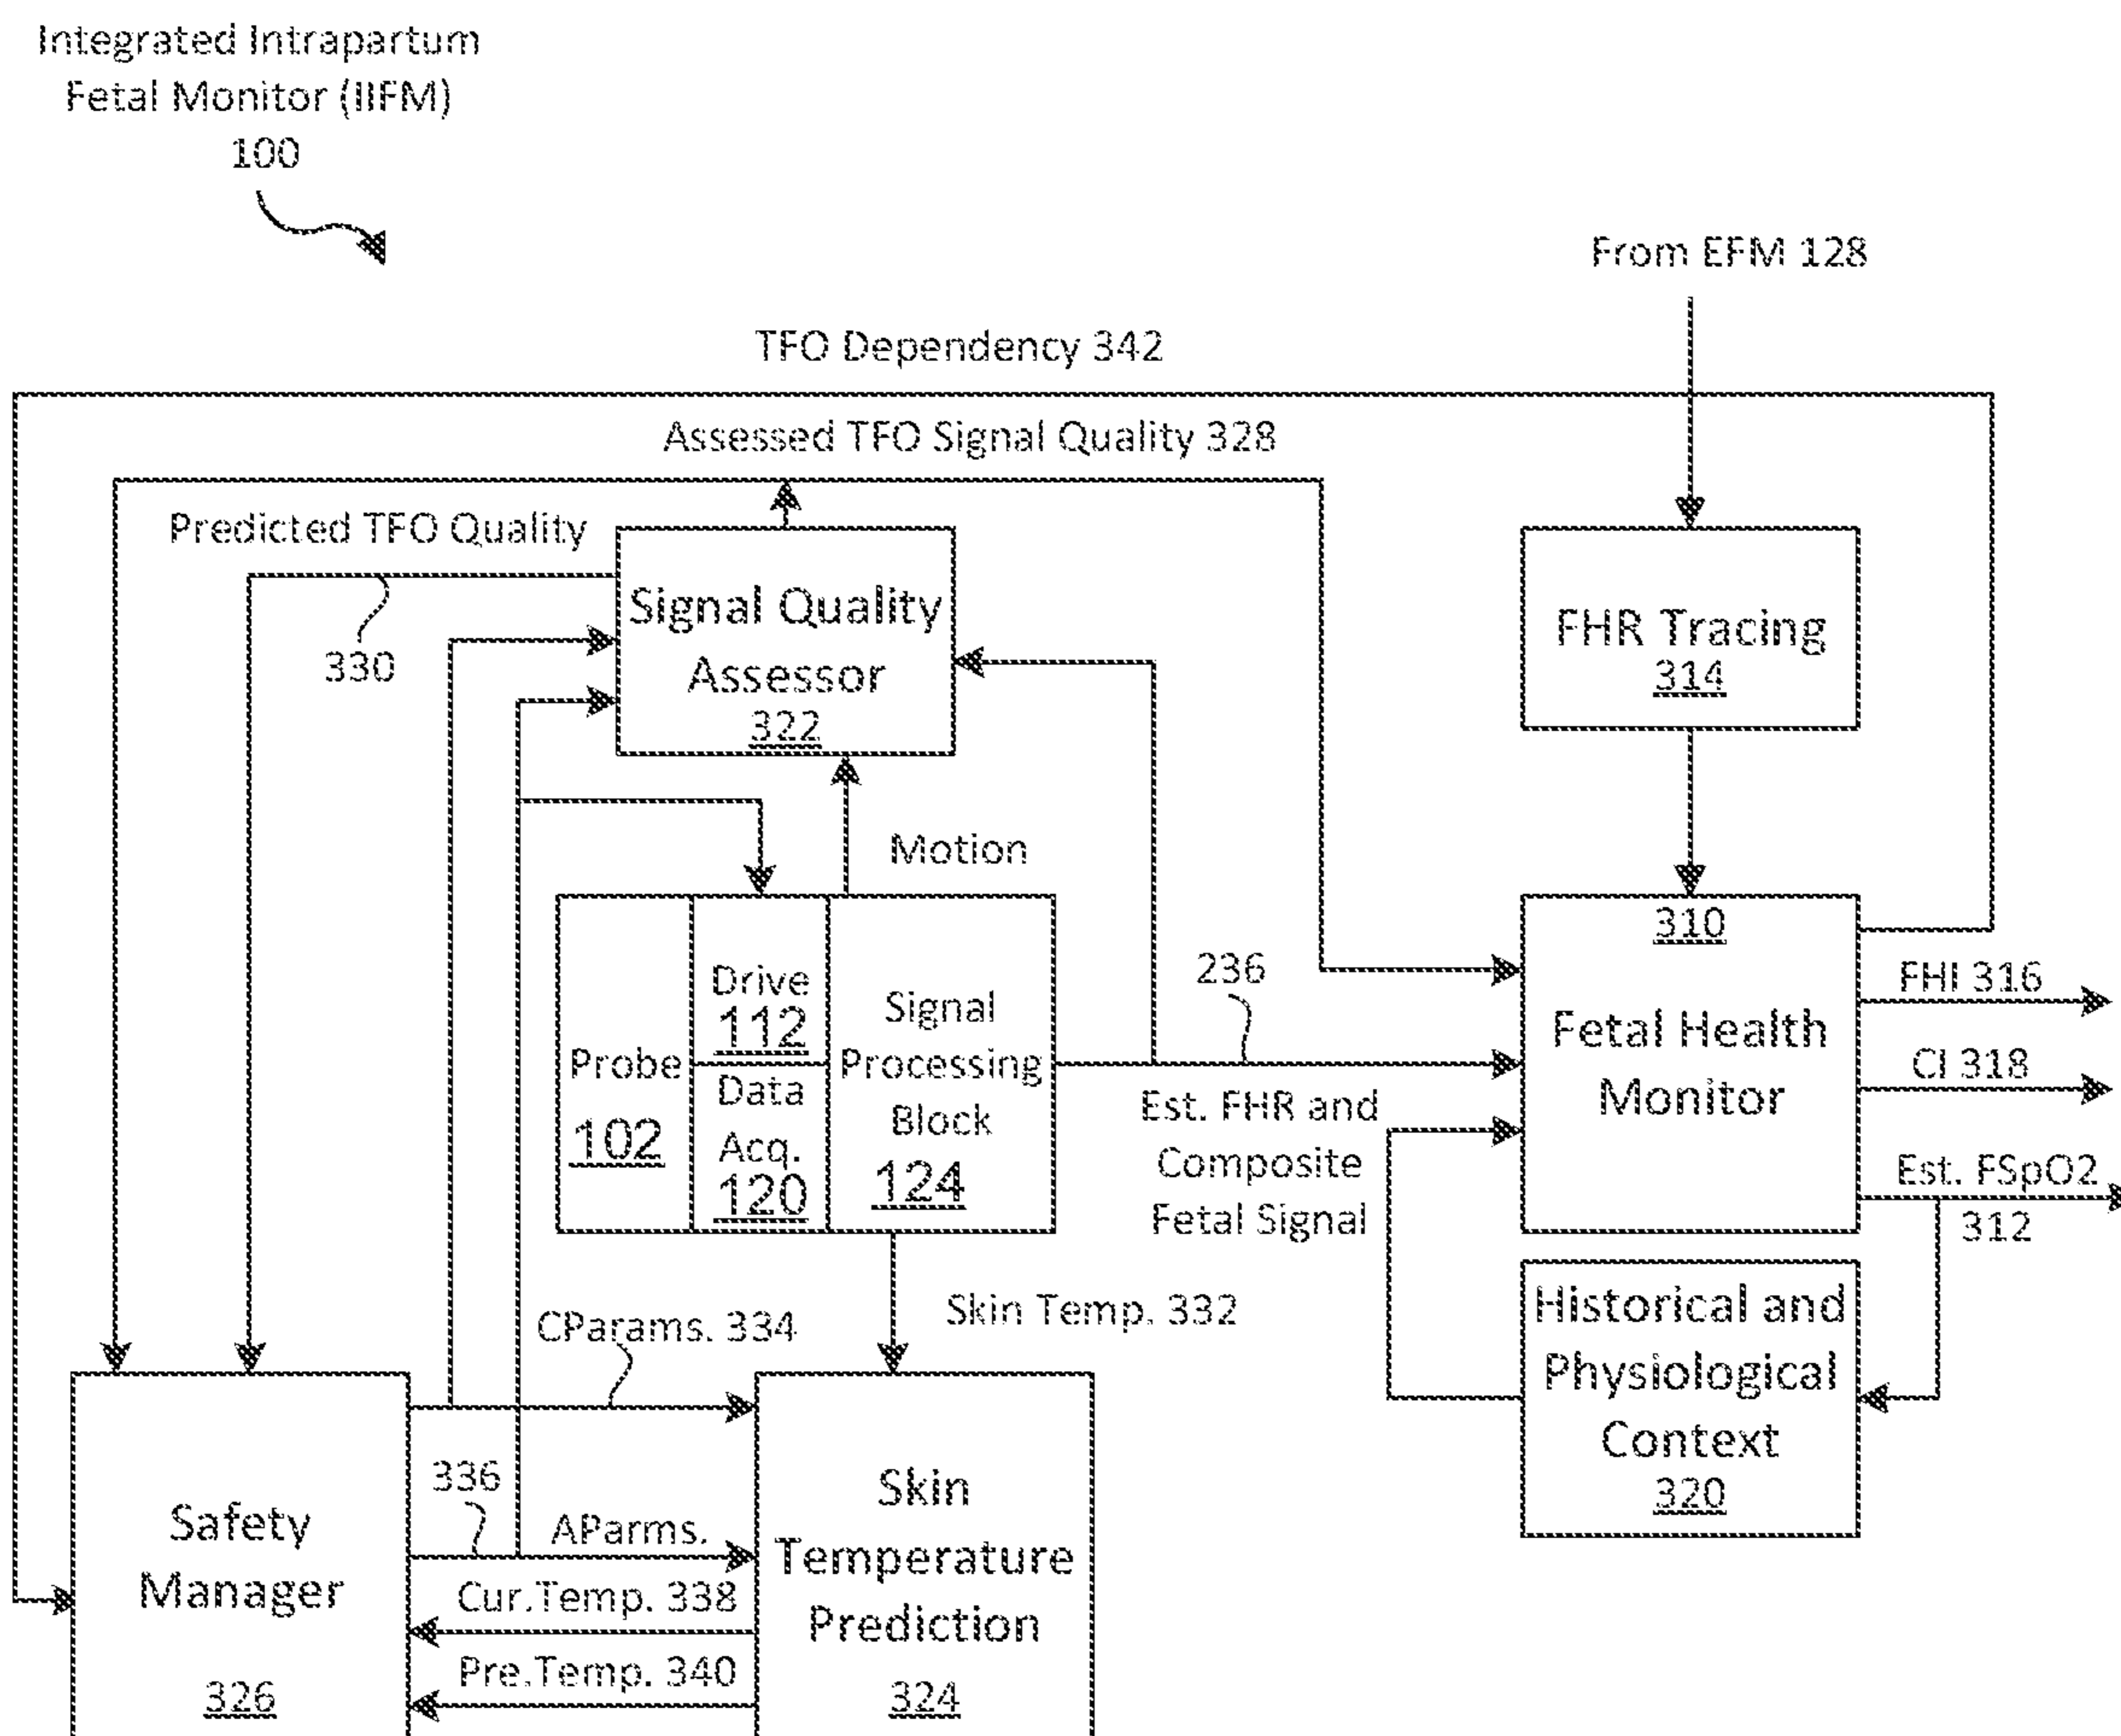 Integrated Intrapartum
Fetal Monitor (IIFM)
100
From EFM 128
TFO Dependency 342
Assessed TFO Signal Quality 328
Predicted TFO Quality
330
Signal Quality
Assessor
322
FHR Tracing
314
Motion
Probe
102
Drive
112
Data
Acq.
120
Signal
Processing
Block
124
236
Est. FHR and
Composite
Fetal Signal
310
Fetal Health
Monitor
FHI 316
CI 318
Est. FSpO2
312
Historical and
Physiological
Context
320
Skin Temp. 332
CParams. 334
336
AParms.
Cur.Temp. 338
Pre.Temp. 340
Safety
Manager
326
Skin
Temperature
Prediction
324